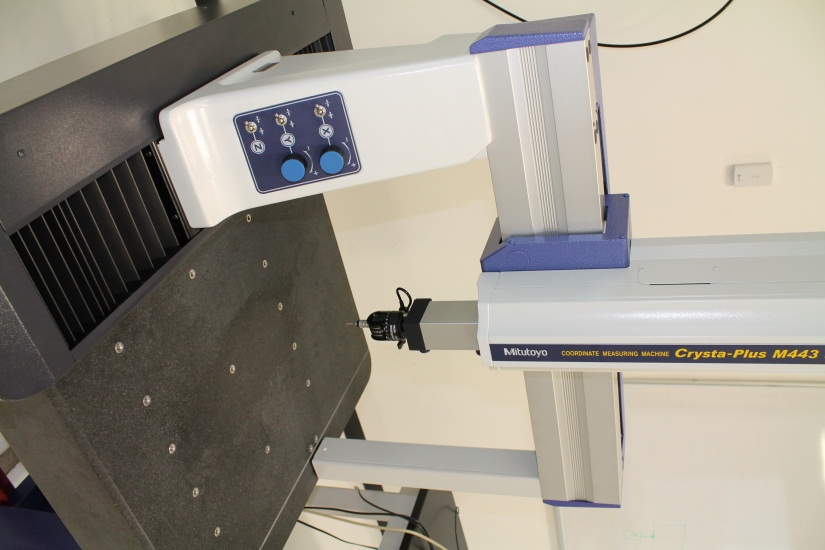 Mitutoyo COORDINATE MEASURING MACHINE Crysta-Plus M443
X
Y
Z